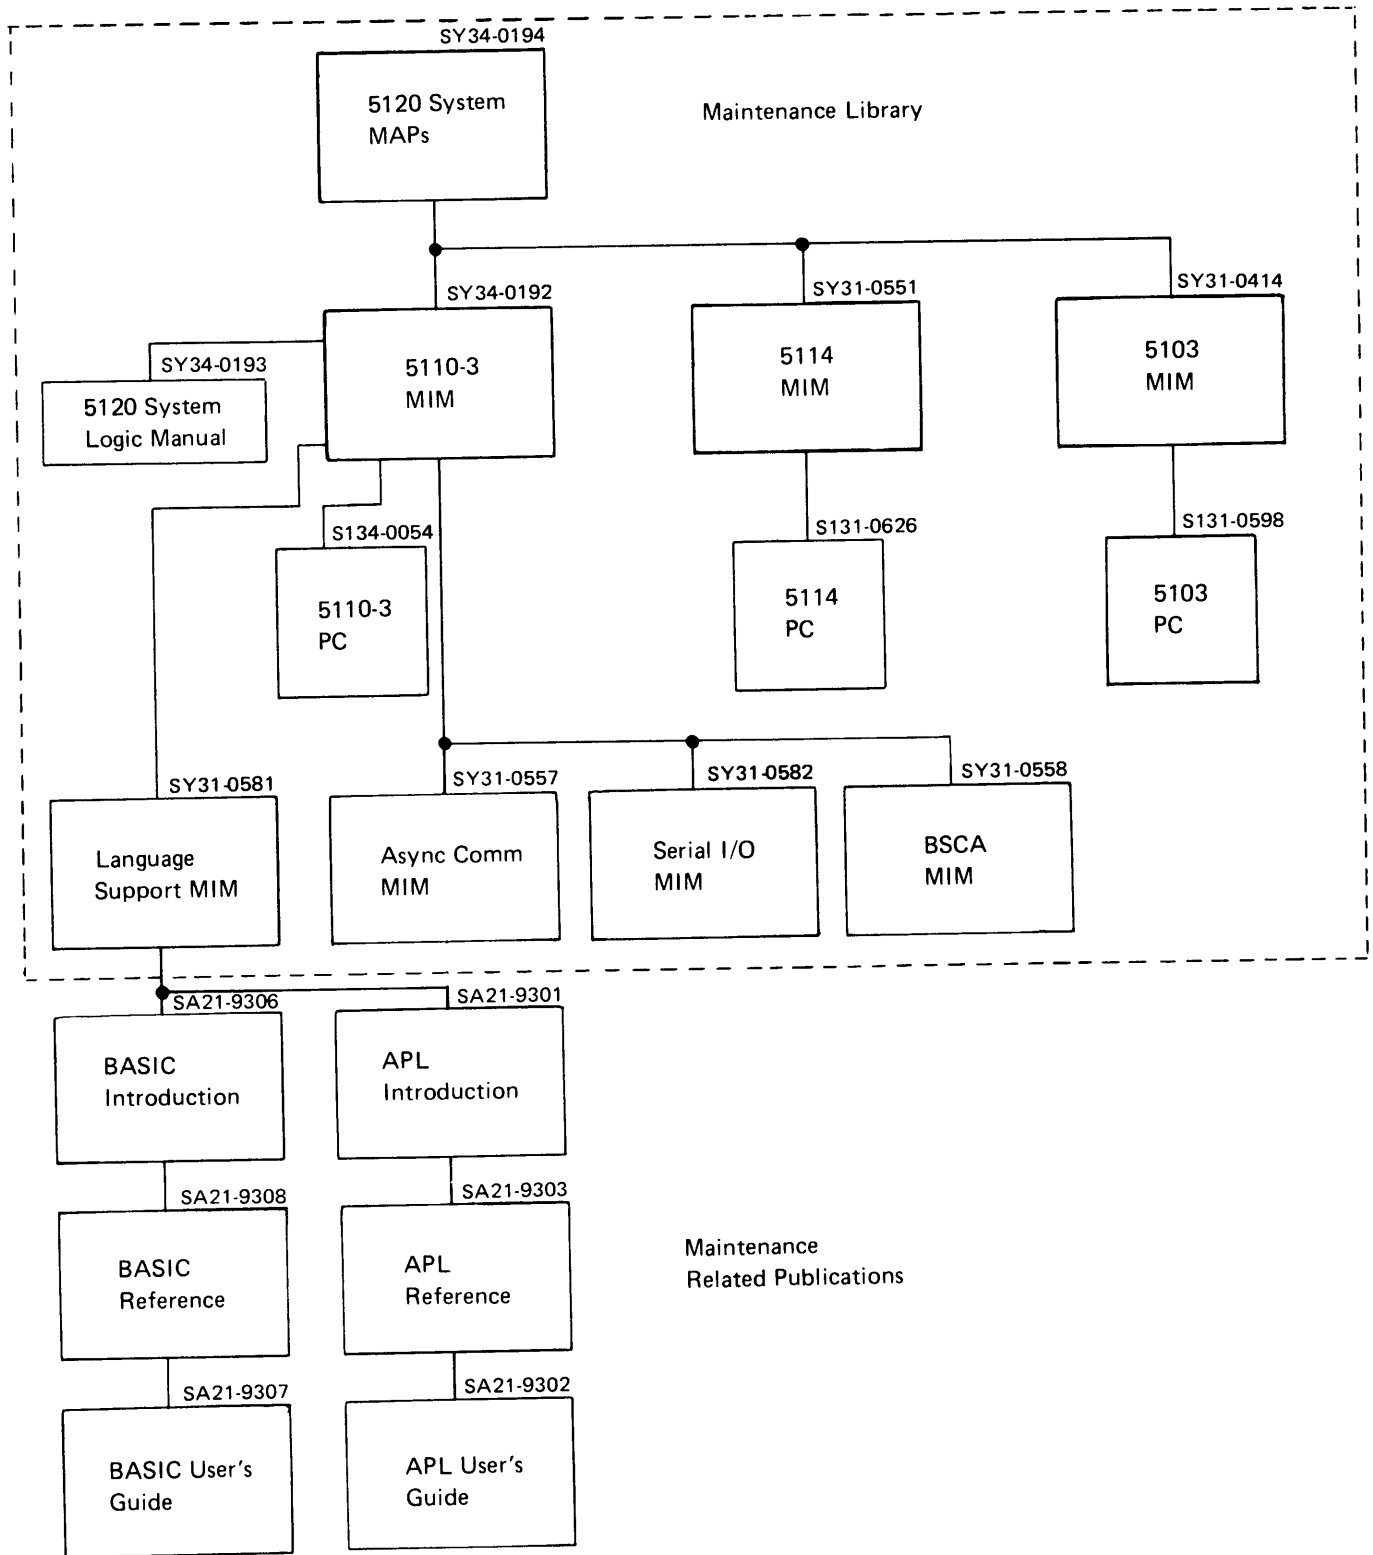 SY34-0194
5120 System
MAPs
Maintenance Library
SY34-0192
5110-3
MIM
SY31-0551
5114
MIM
SY31-0414
5103
MIM
SY34-0193
5120 System
Logic Manual
S134-0054
5110-3
PC
S131-0626
5114
PC
S131-0598
5103
PC
SY31-0581
Language
Support MIM
SY31-0557
Async Comm
MIM
SY31-0582
Serial I/O
MIM
SY31-0558
BSCA
MIM
SA21-9306
BASIC
Introduction
SA21-9301
APL
Introduction
SA21-9308
BASIC
Reference
SA21-9303
APL
Reference
Maintenance
Related Publications
SA21-9307
BASIC User's
Guide
SA21-9302
APL User's
Guide